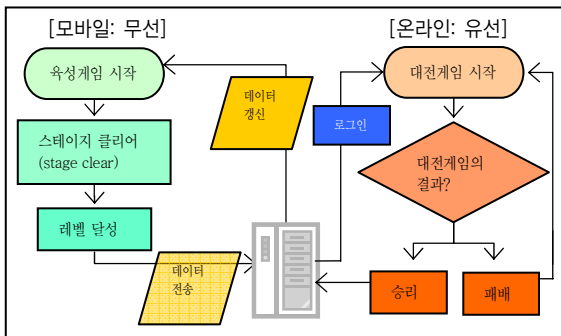 [모바일: 무선]
[온라인: 유선]
육성게임 시작
데이터
갱신
대전게임 시작
로그인
스테이지 클리어
(stage clear)
대전게임의
결과?
레벨 달성
데이터
전송
승리
패배